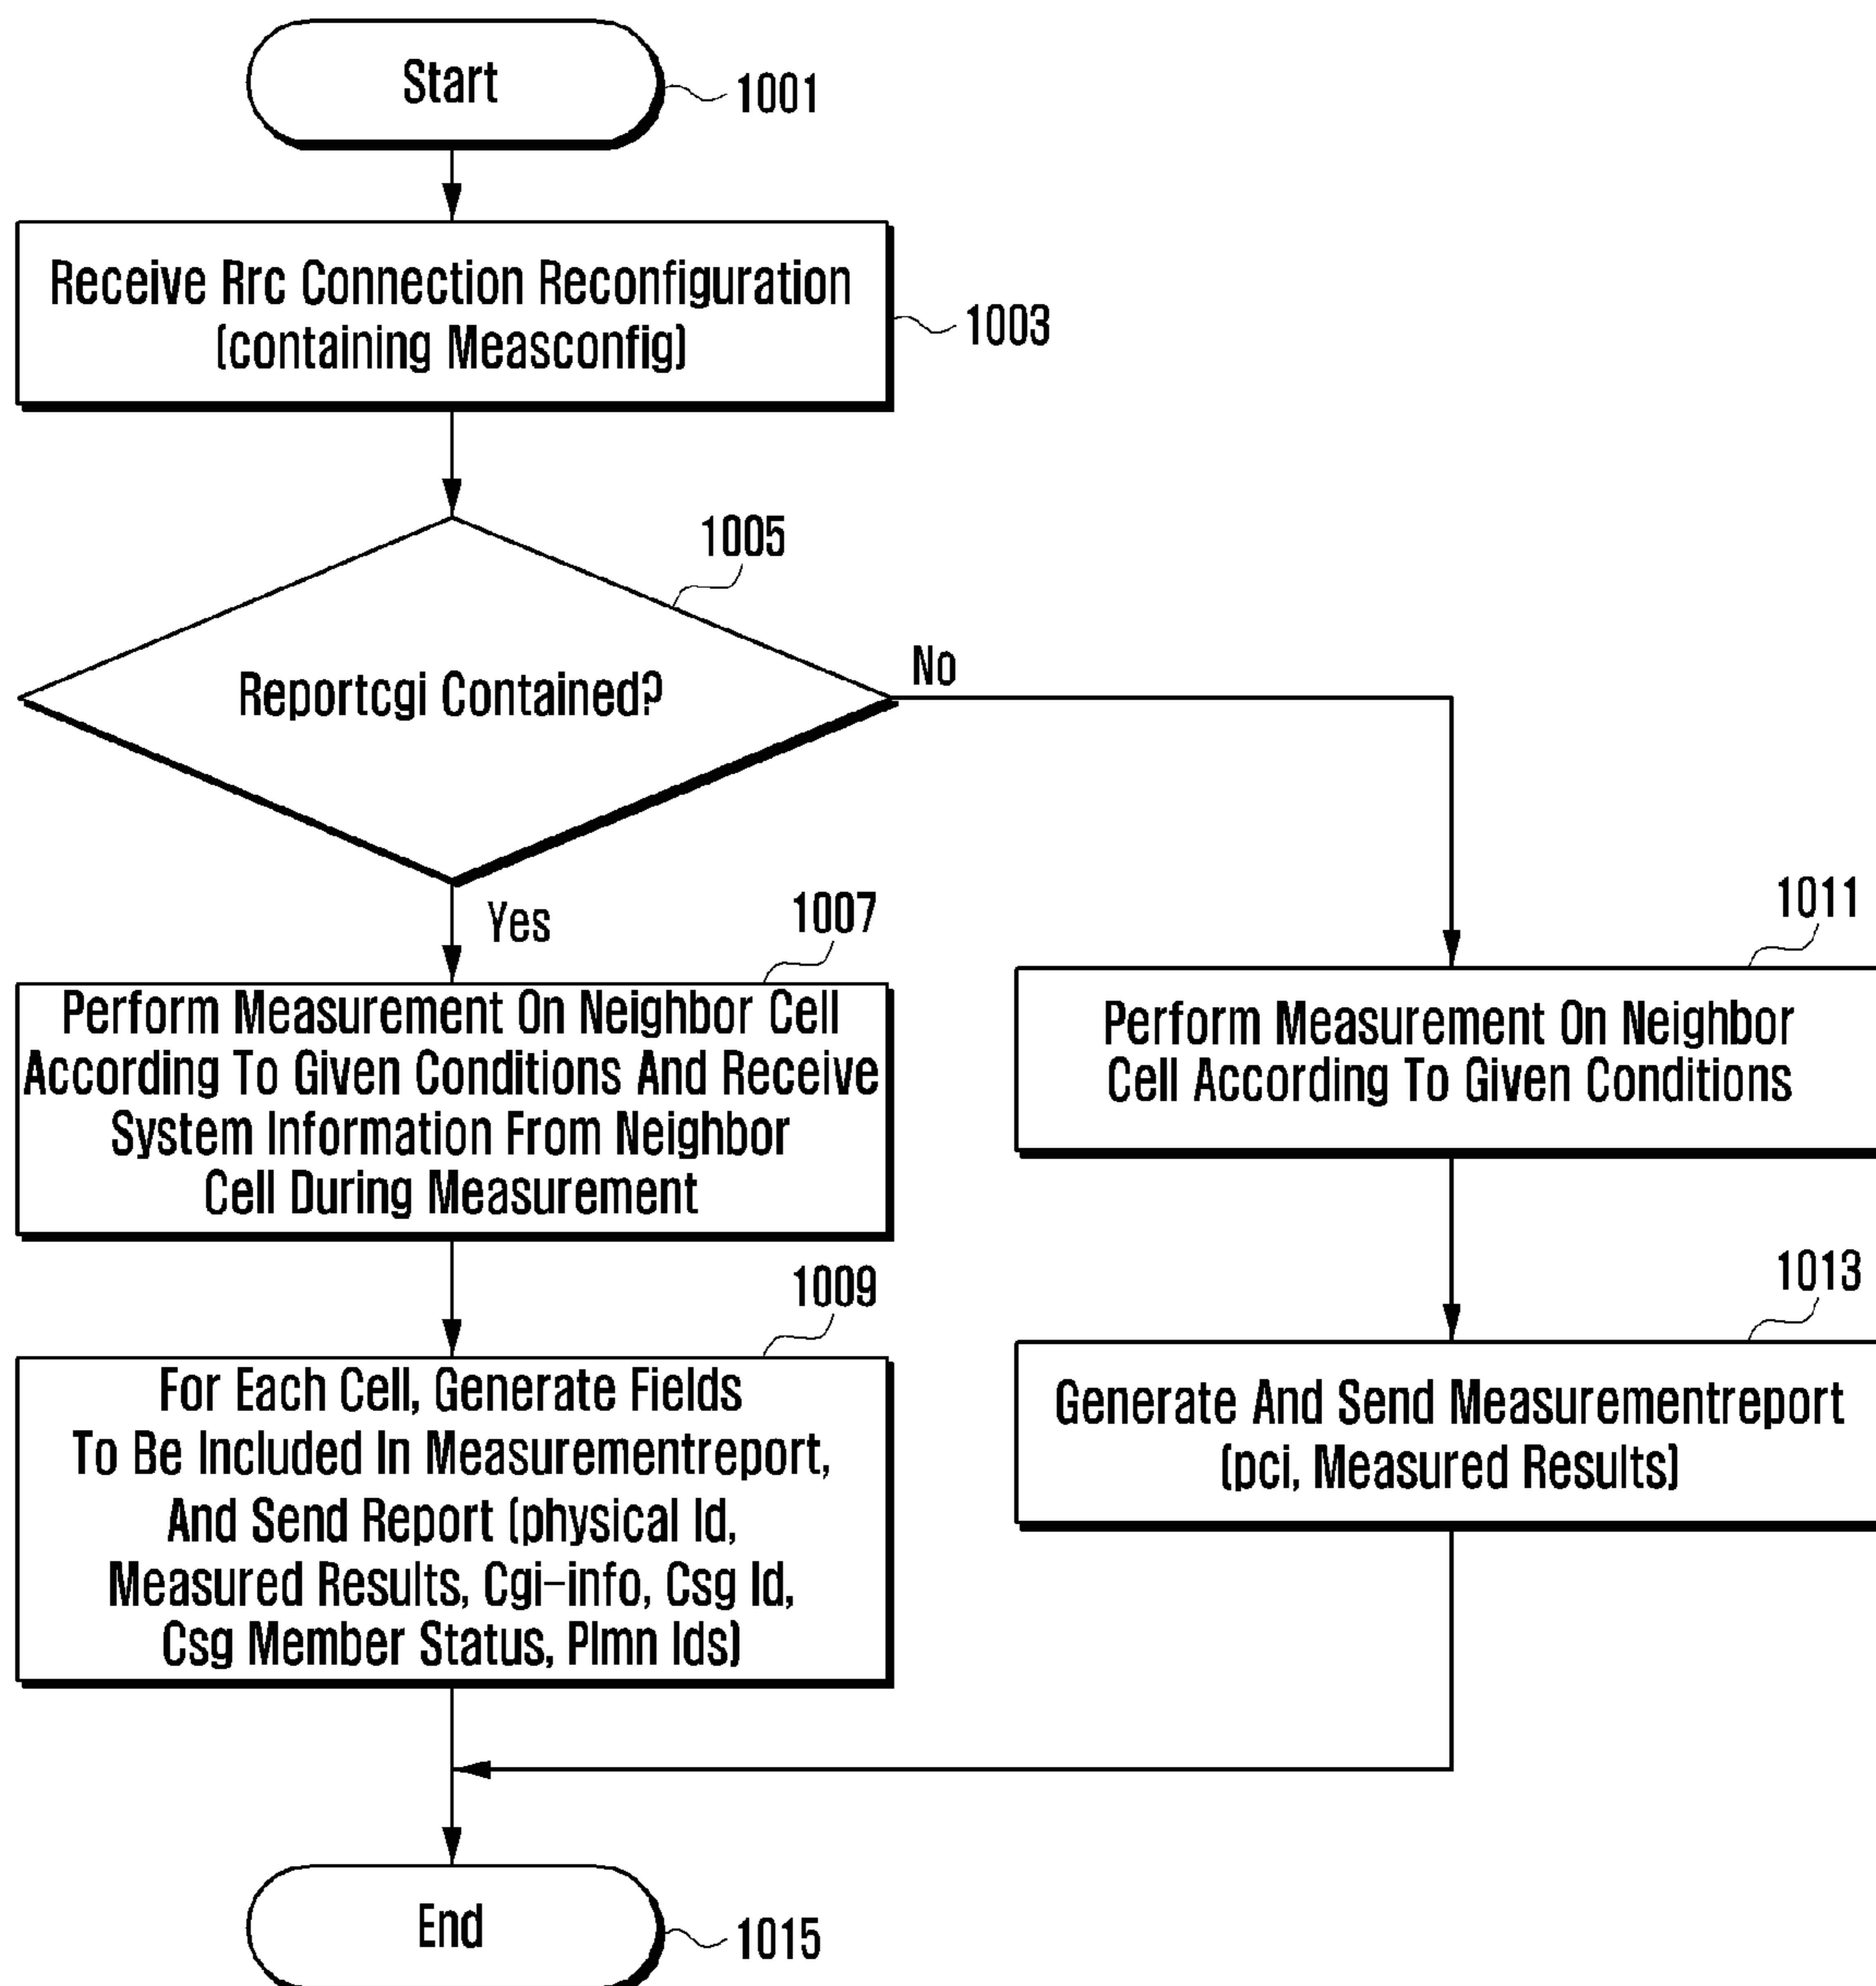 Start
1001
Receive Rrc Connection Reconfiguration
(containing Measconfig)
1003
1005
Reportcgi Contained?
No
Yes
1007
Perform Measurement On Neighbor Cell
According To Given Conditions And Receive
System Information From Neighbor
Cell During Measurement
1011
Perform Measurement On Neighbor
Cell According To Given Conditions
1009
For Each Cell, Generate Fields
To Be Included In Measurementreport,
And Send Report (physical Id,
Measured Results, Cgi-info, Csg Id,
Csg Member Status, Plmn Ids)
1013
Generate And Send Measurementreport
(pci, Measured Results)
End
1015